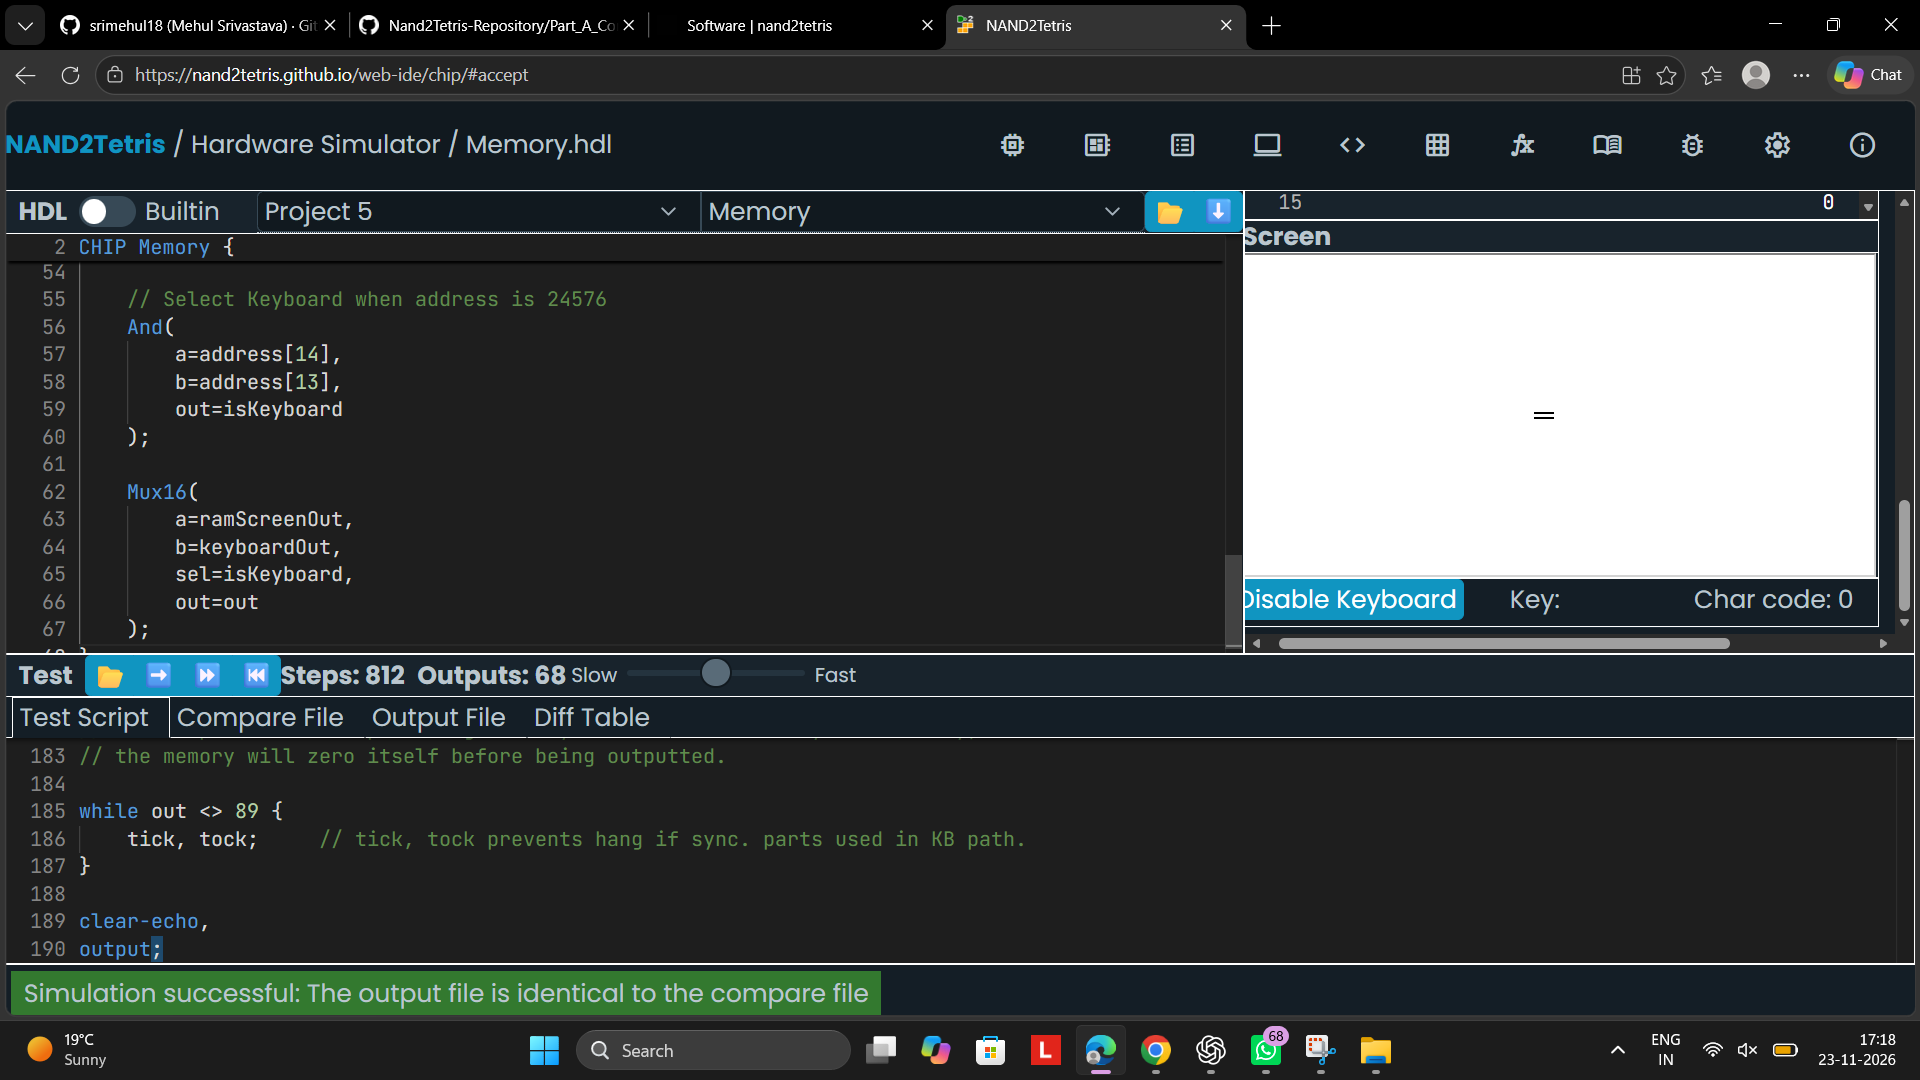 srimehul18 (Mehul Srivastava) · Git
Nand2Tetris-Repository/Part_A_Co
Software | nand2tetris
NAND2Tetris
https://nand2tetris.github.io/web-ide/chip/#accept
Chat
NAND2Tetris / Hardware Simulator / Memory.hdl
HDL Builtin Project 5 Memory
2 CHIP Memory {
54
55 // Select Keyboard when address is 24576
56 And(
57 a=address[14],
58 b=address[13],
59 out=isKeyboard
60 );
61
62 Mux16(
63 a=ramScreenOut,
64 b=keyboardOut,
65 sel=isKeyboard,
66 out=out
67 );
15 0
Screen
Disable Keyboard Key: Char code: 0
Test Steps: 812 Outputs: 68 Slow Fast
Test Script Compare File Output File Diff Table
183 // the memory will zero itself before being outputted.
184
185 while out <> 89 {
186 tick, tock; // tick, tock prevents hang if sync. parts used in KB path.
187 }
188
189 clear-echo,
190 output;
Simulation successful: The output file is identical to the compare file
19°C
Sunny
Search
L
68
ENG
IN
17:18
23-11-2026